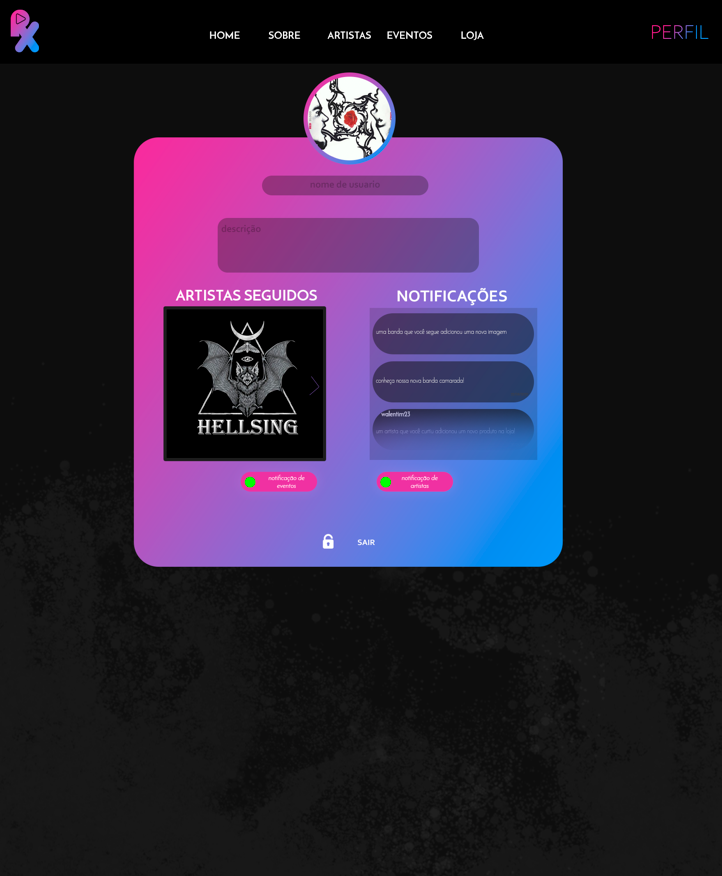 HOME SOBRE ARTISTAS EVENTOS LOJA
PERFIL
nome de usuario
descrição
ARTISTAS SEGUIDOS
NOTIFICAÇÕES
HELLSING
uma banda que você segue adicionou uma nova imagem
conheça nossa nova banda camarada!
walentim23
um artista que você curtiu adicionou um novo produto na loja!
notificação de
eventos
notificação de
artistas
SAIR